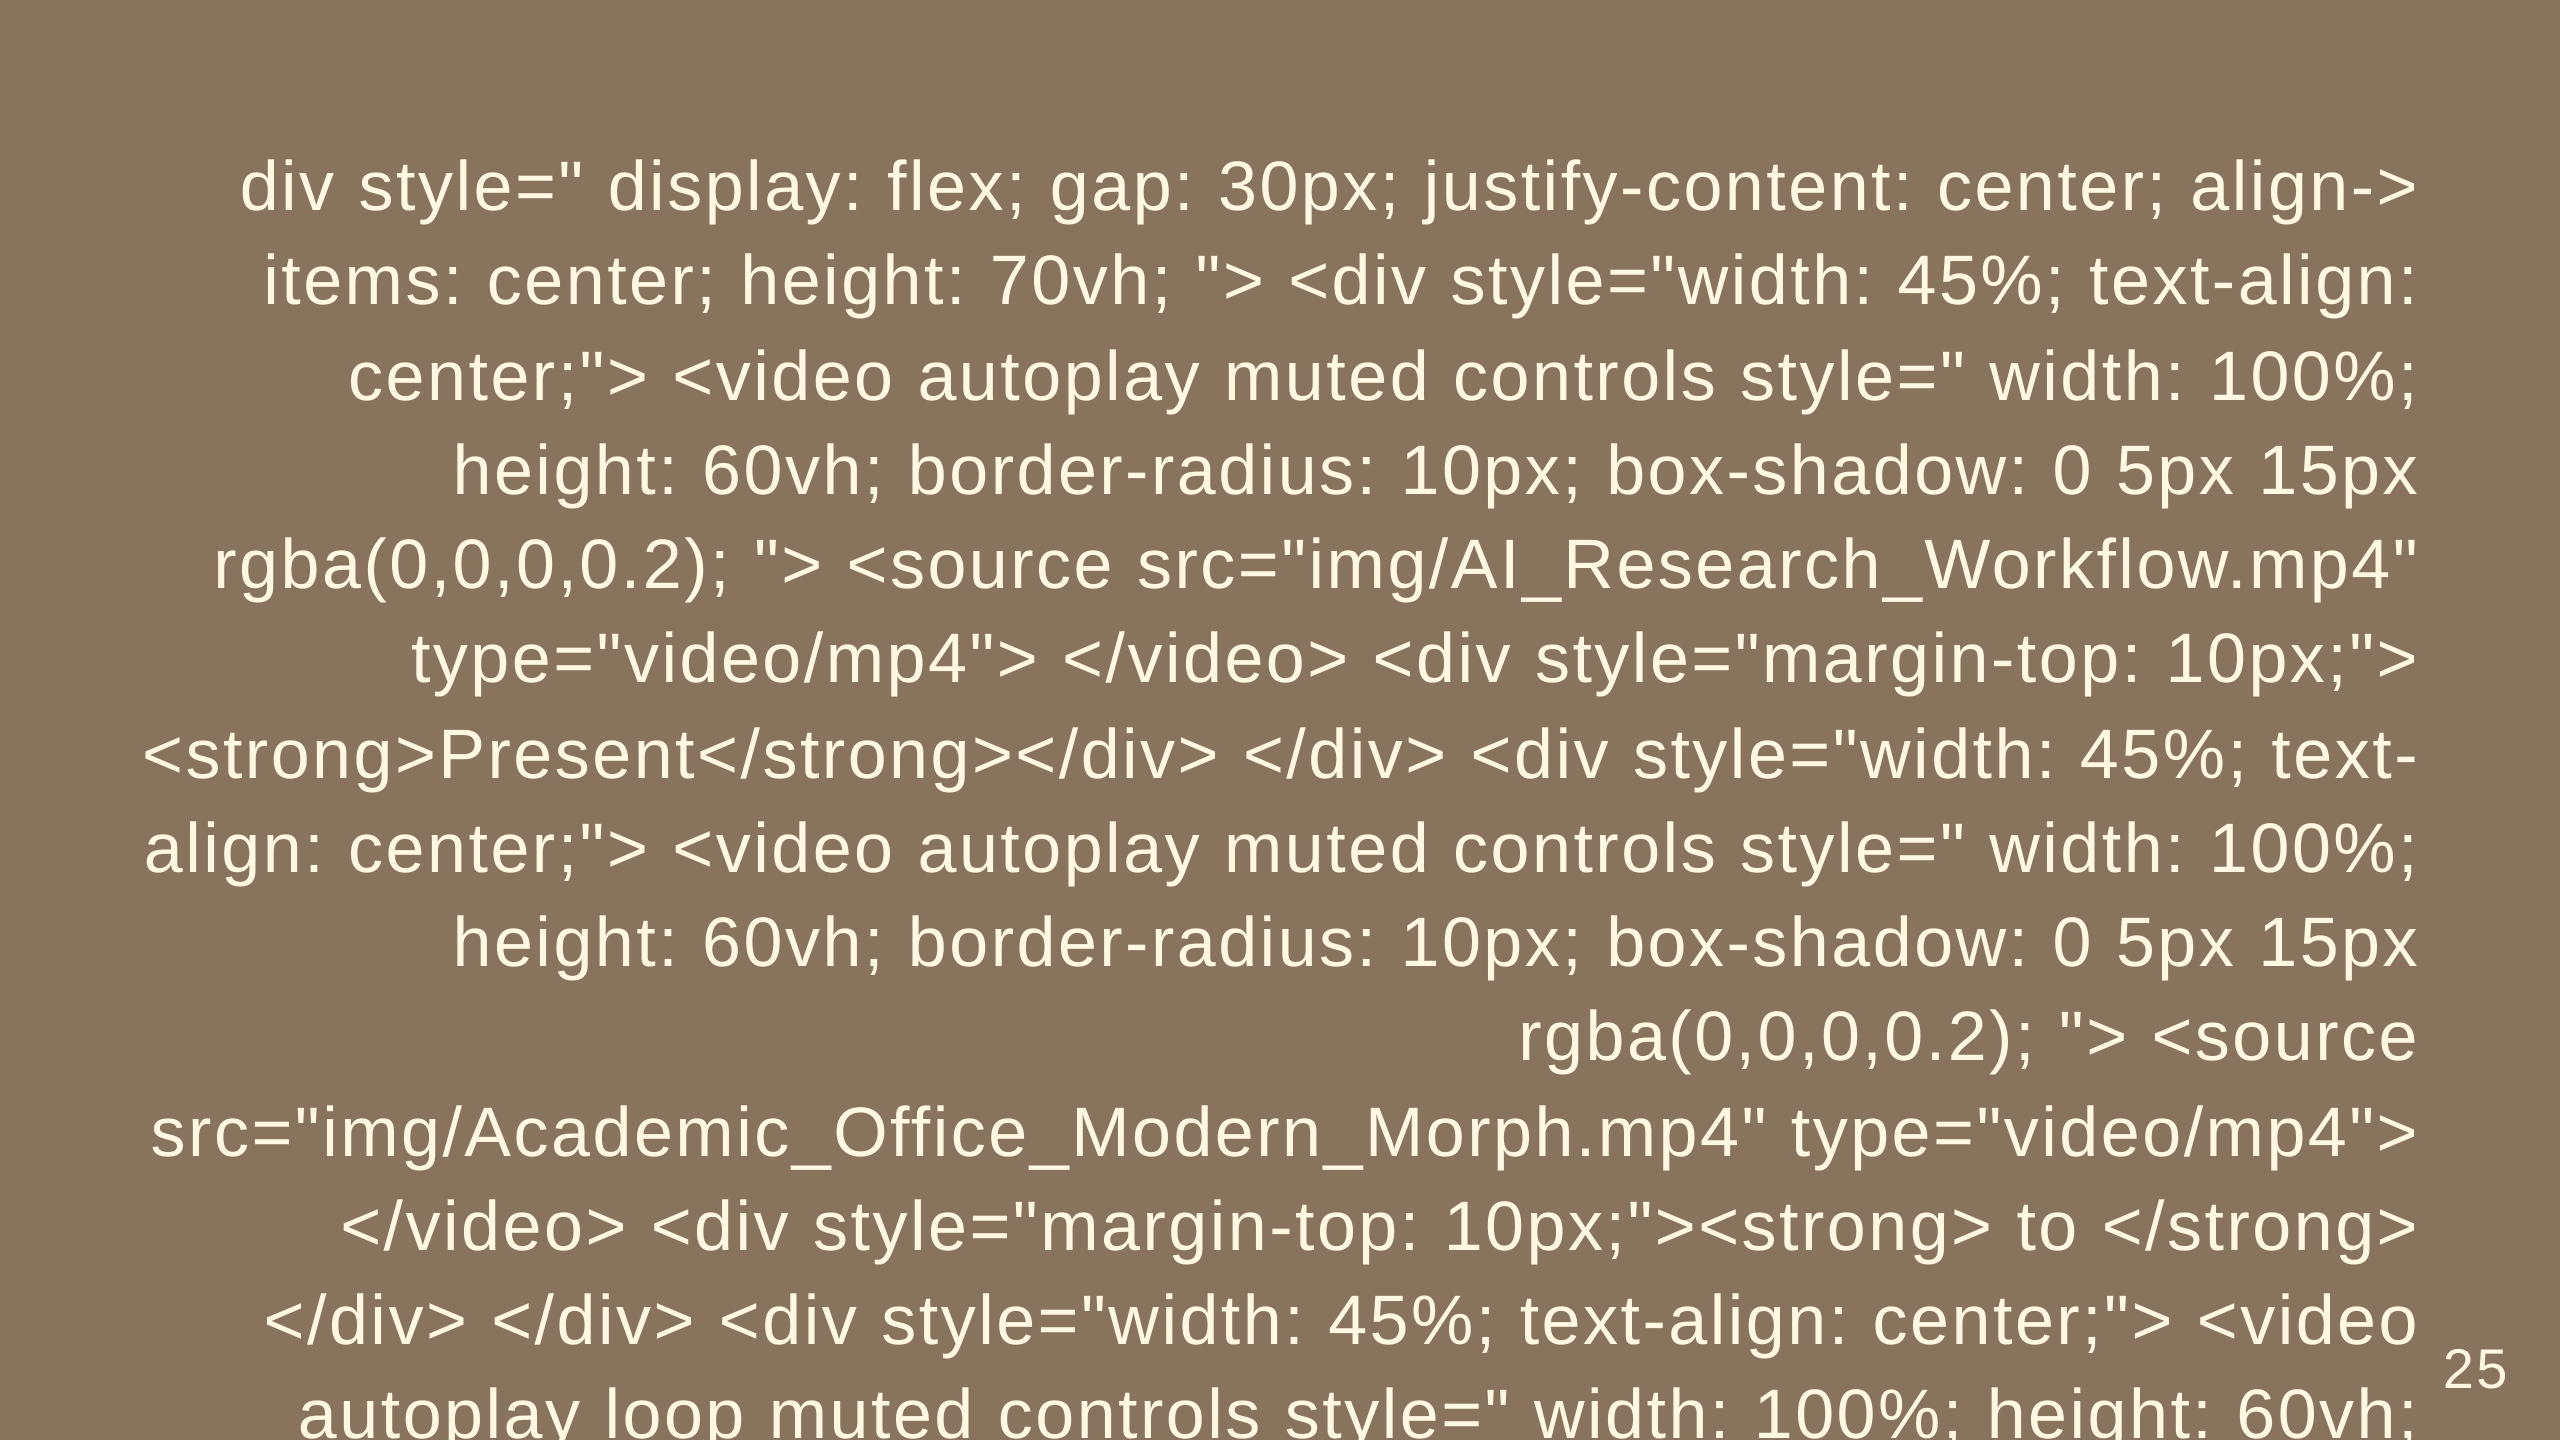 div style=" display: flex; gap: 30px; justify-content: center; align->
items: center; height: 70vh; "> <div style="width: 45%; text-align:
center;"> <video autoplay muted controls style=" width: 100%;
height: 60vh; border-radius: 10px; box-shadow: 0 5px 15px
rgba(0,0,0,0.2); "> <source src="img/AI_Research_Workflow.mp4"
type="video/mp4"> </video> <div style="margin-top: 10px;">
<strong>Present</strong></div> </div> <div style="width: 45%; text-
align: center;"> <video autoplay muted controls style=" width: 100%;
height: 60vh; border-radius: 10px; box-shadow: 0 5px 15px
rgba(0,0,0,0.2); "> <source
src="img/Academic_Office_Modern_Morph.mp4" type="video/mp4">
</video> <div style="margin-top: 10px;"><strong> to </strong>
</div> </div> <div style="width: 45%; text-align: center;"> <video
autoplay loop muted controls style=" width: 100%; height: 60vh;
25